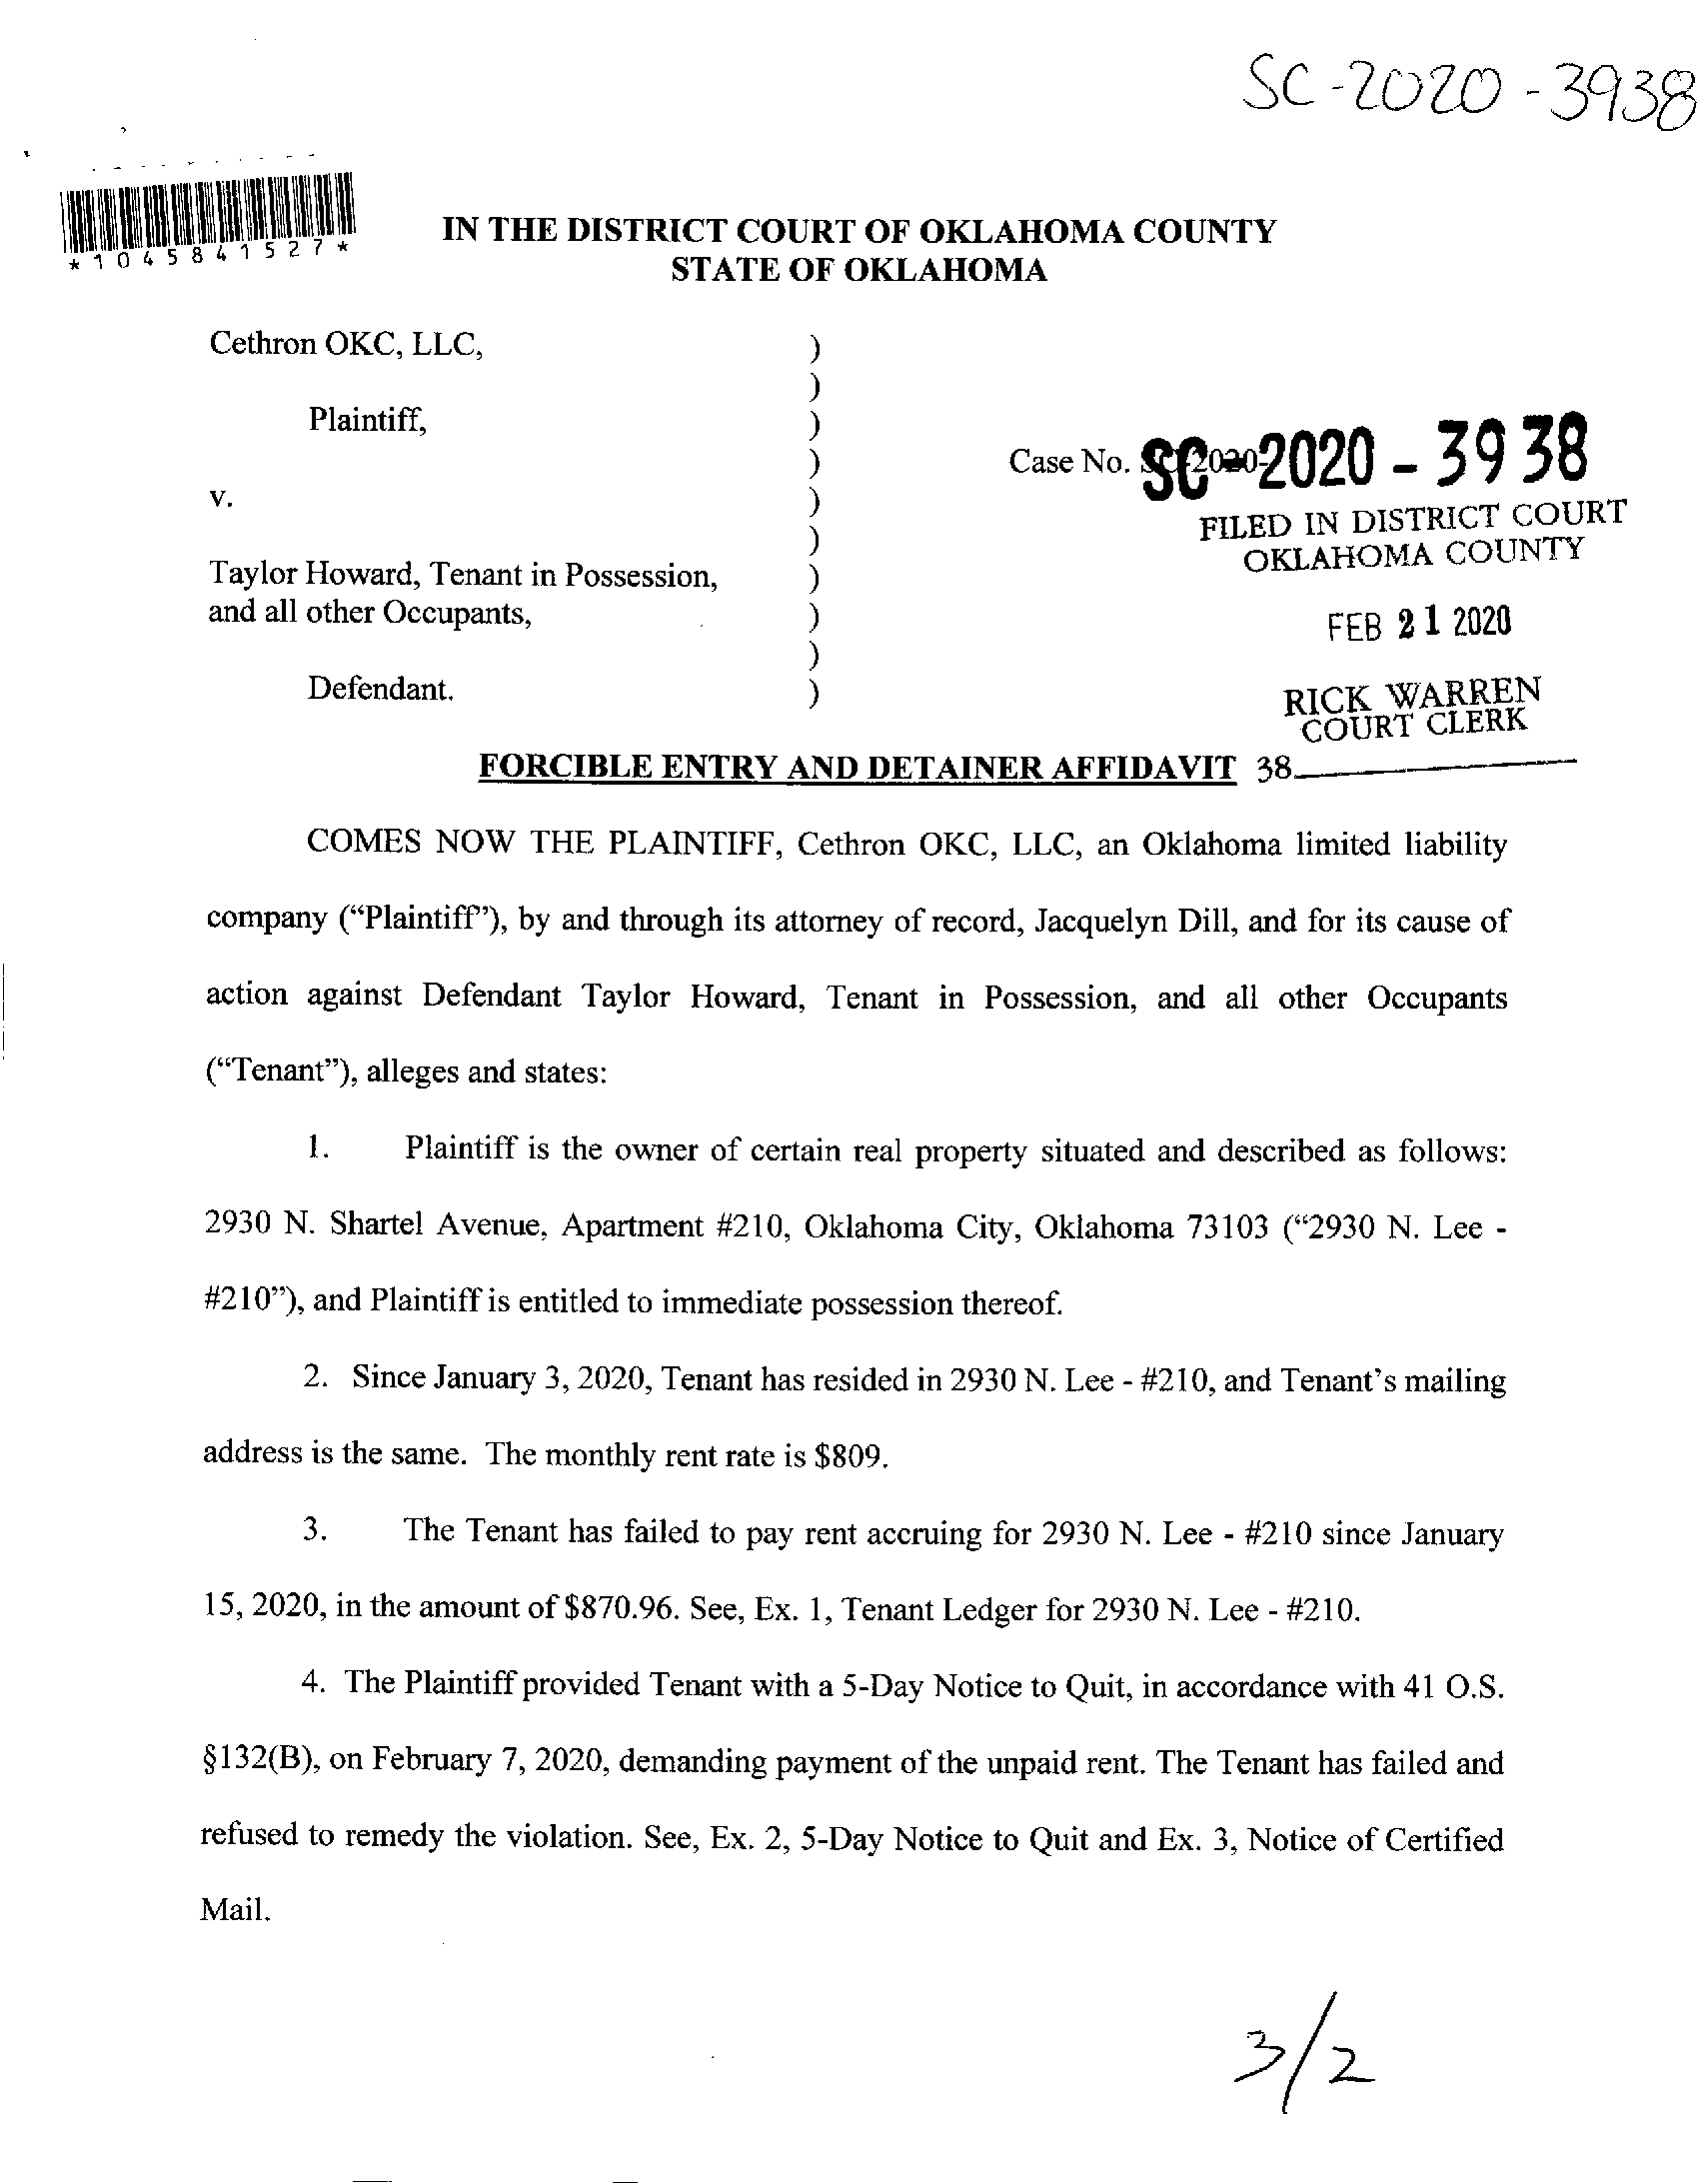 SC-2020-3938
*1045841527*
IN THE DISTRICT COURT OF OKLAHOMA COUNTY
STATE OF OKLAHOMA
Cethron OKC, LLC, )
)
Plaintiff, )
) Case No. SC-2020-3938
v. )
FILED IN DISTRICT COURT
) OKLAHOMA COUNTY
Taylor Howard, Tenant in Possession, )
and all other Occupants, ) FEB 21 2020
)
Defendant. ) RICK WARREN
COURT CLERK
FORCIBLE ENTRY AND DETAINER AFFIDAVIT 38
COMES NOW THE PLAINTIFF, Cethron OKC, LLC, an Oklahoma limited liability
company (“Plaintiff”), by and through its attorney of record, Jacquelyn Dill, and for its cause of
action against Defendant Taylor Howard, Tenant in Possession, and all other Occupants
(“Tenant”), alleges and states:
1. Plaintiff is the owner of certain real property situated and described as follows:
2930 N. Shartel Avenue, Apartment #210, Oklahoma City, Oklahoma 73103 (“2930 N. Lee -
#210”), and Plaintiff is entitled to immediate possession thereof.
2. Since January 3, 2020, Tenant has resided in 2930 N. Lee - #210, and Tenant’s mailing
address is the same. The monthly rent rate is $809.
3. The Tenant has failed to pay rent accruing for 2930 N. Lee - #210 since January
15, 2020, in the amount of $870.96. See, Ex. 1, Tenant Ledger for 2930 N. Lee - #210.
4. The Plaintiff provided Tenant with a 5-Day Notice to Quit, in accordance with 41 O.S.
§132(B), on February 7, 2020, demanding payment of the unpaid rent. The Tenant has failed and
refused to remedy the violation. See, Ex. 2, 5-Day Notice to Quit and Ex. 3, Notice of Certified
Mail.
3/2